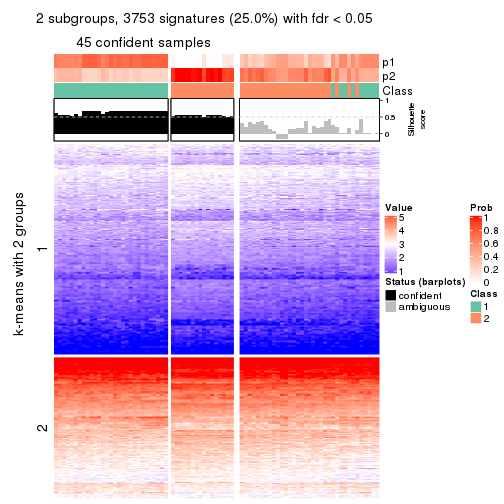 2 subgroups, 3753 signatures (25.0%) with fdr < 0.05
45 confident samples
p1
p2
Class
1
0.5
0
Silhouette
score
k-means with 2 groups
1
2
Value
5
4
3
2
1
Status (barplots)
confident
ambiguous
Prob
1
0.8
0.6
0.4
0.2
0
Class
1
2